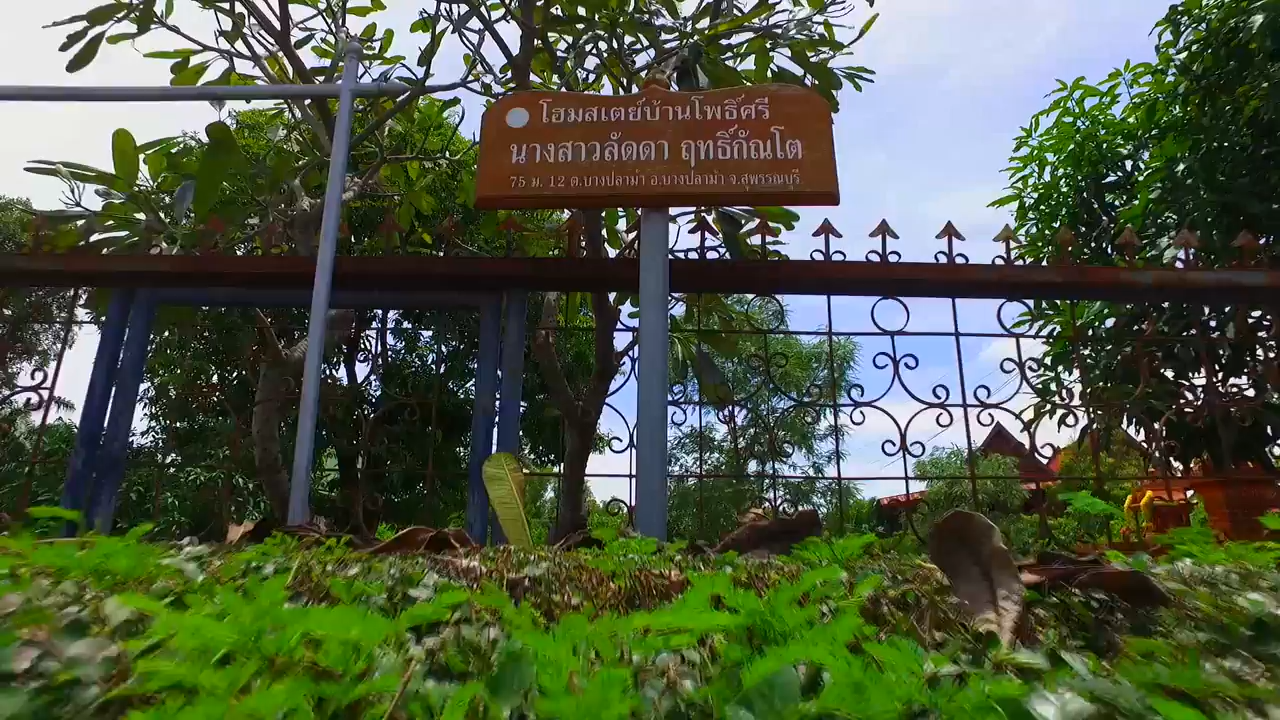 โฮมสเตย์บ้านโพธิ์ศรี
นางสาวลัดดา ฤทธิ์กัณโต
75 ม. 12 ต.บางปลาม้า อ.บางปลาม้า จ.สุพรรณบุรี